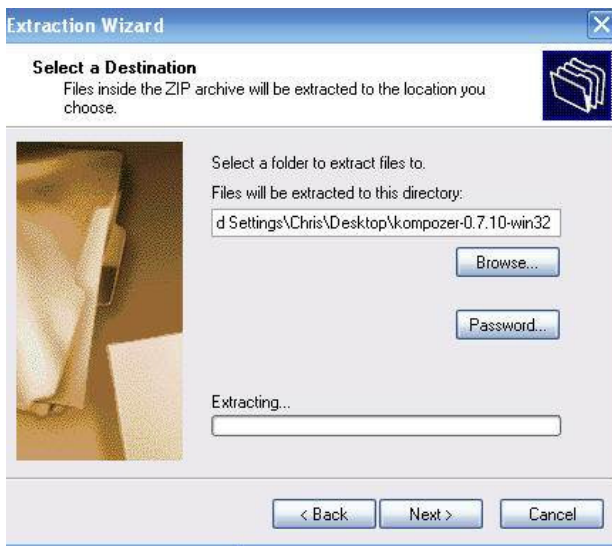 Extraction Wizard
Select a Destination
Files inside the ZIP archive will be extracted to the location you
choose.
Select a folder to extract files to.
Files will be extracted to this directory:
d Settings\Chris\Desktop\kompozer-0.7.10-win32
Browse...
Password...
Extracting...
< Back Next > Cancel